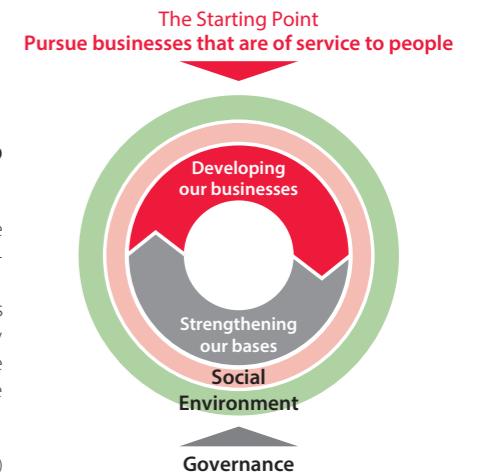 The Starting Point
Pursue businesses that are of service to people
Developing
our businesses
Strengthening
our bases
Social
Environment
Governance